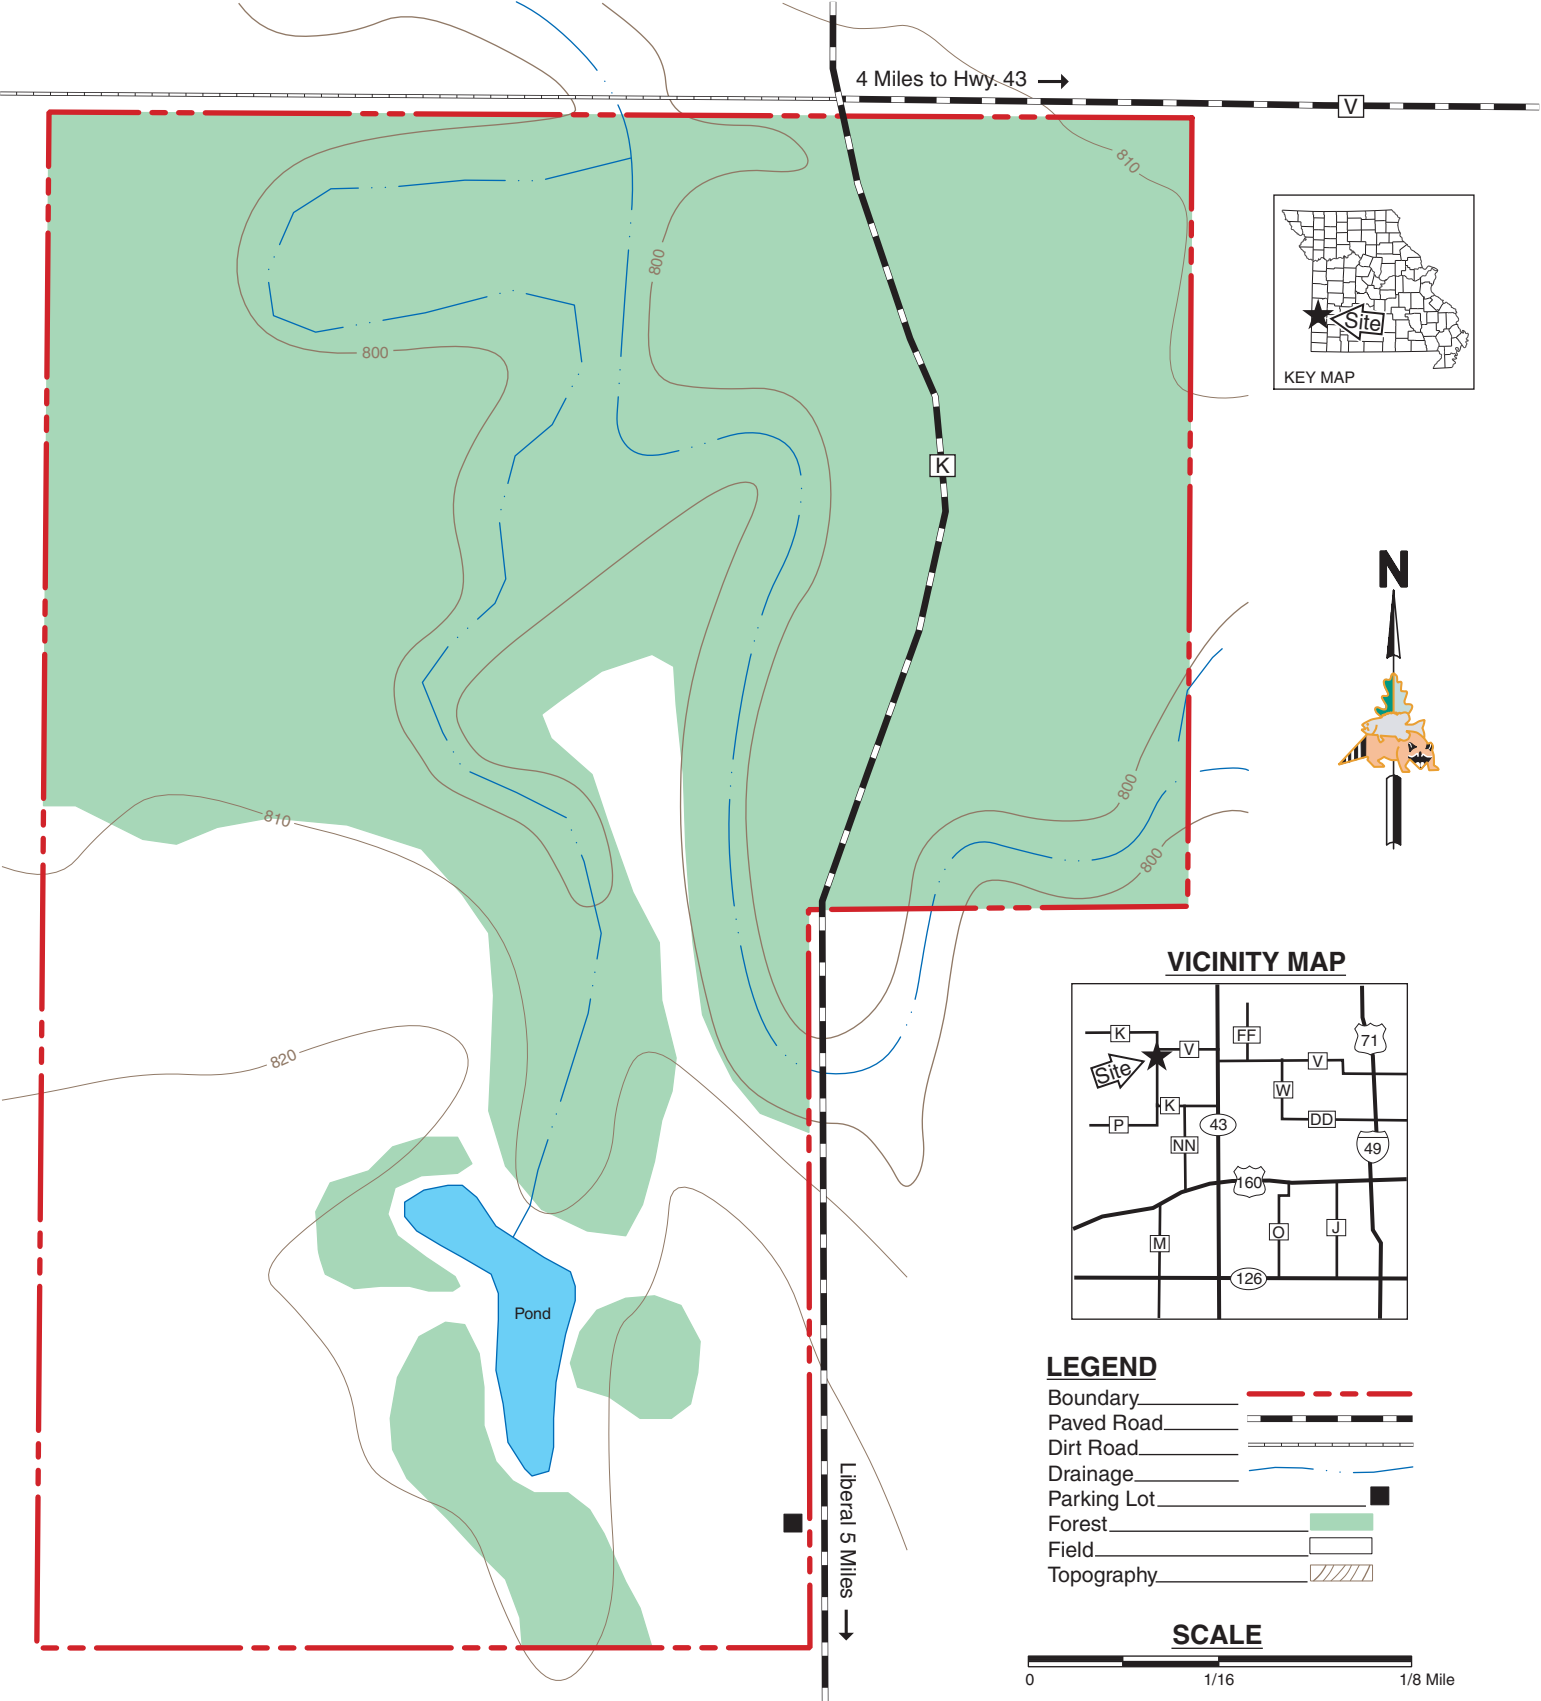 4 Miles to Hwy. 43
V
810
800
800
Site
KEY MAP
K
N
800
810
800
VICINITY MAP
K
FF
71
V
V
Site
W
K
P
43
DD
NN
49
160
M
O
J
126
820
Pond
LEGEND
Boundary
Paved Road
Dirt Road
Drainage
Parking Lot
Forest
Field
Topography
Liberal 5 Miles
SCALE
0
1/16
1/8 Mile